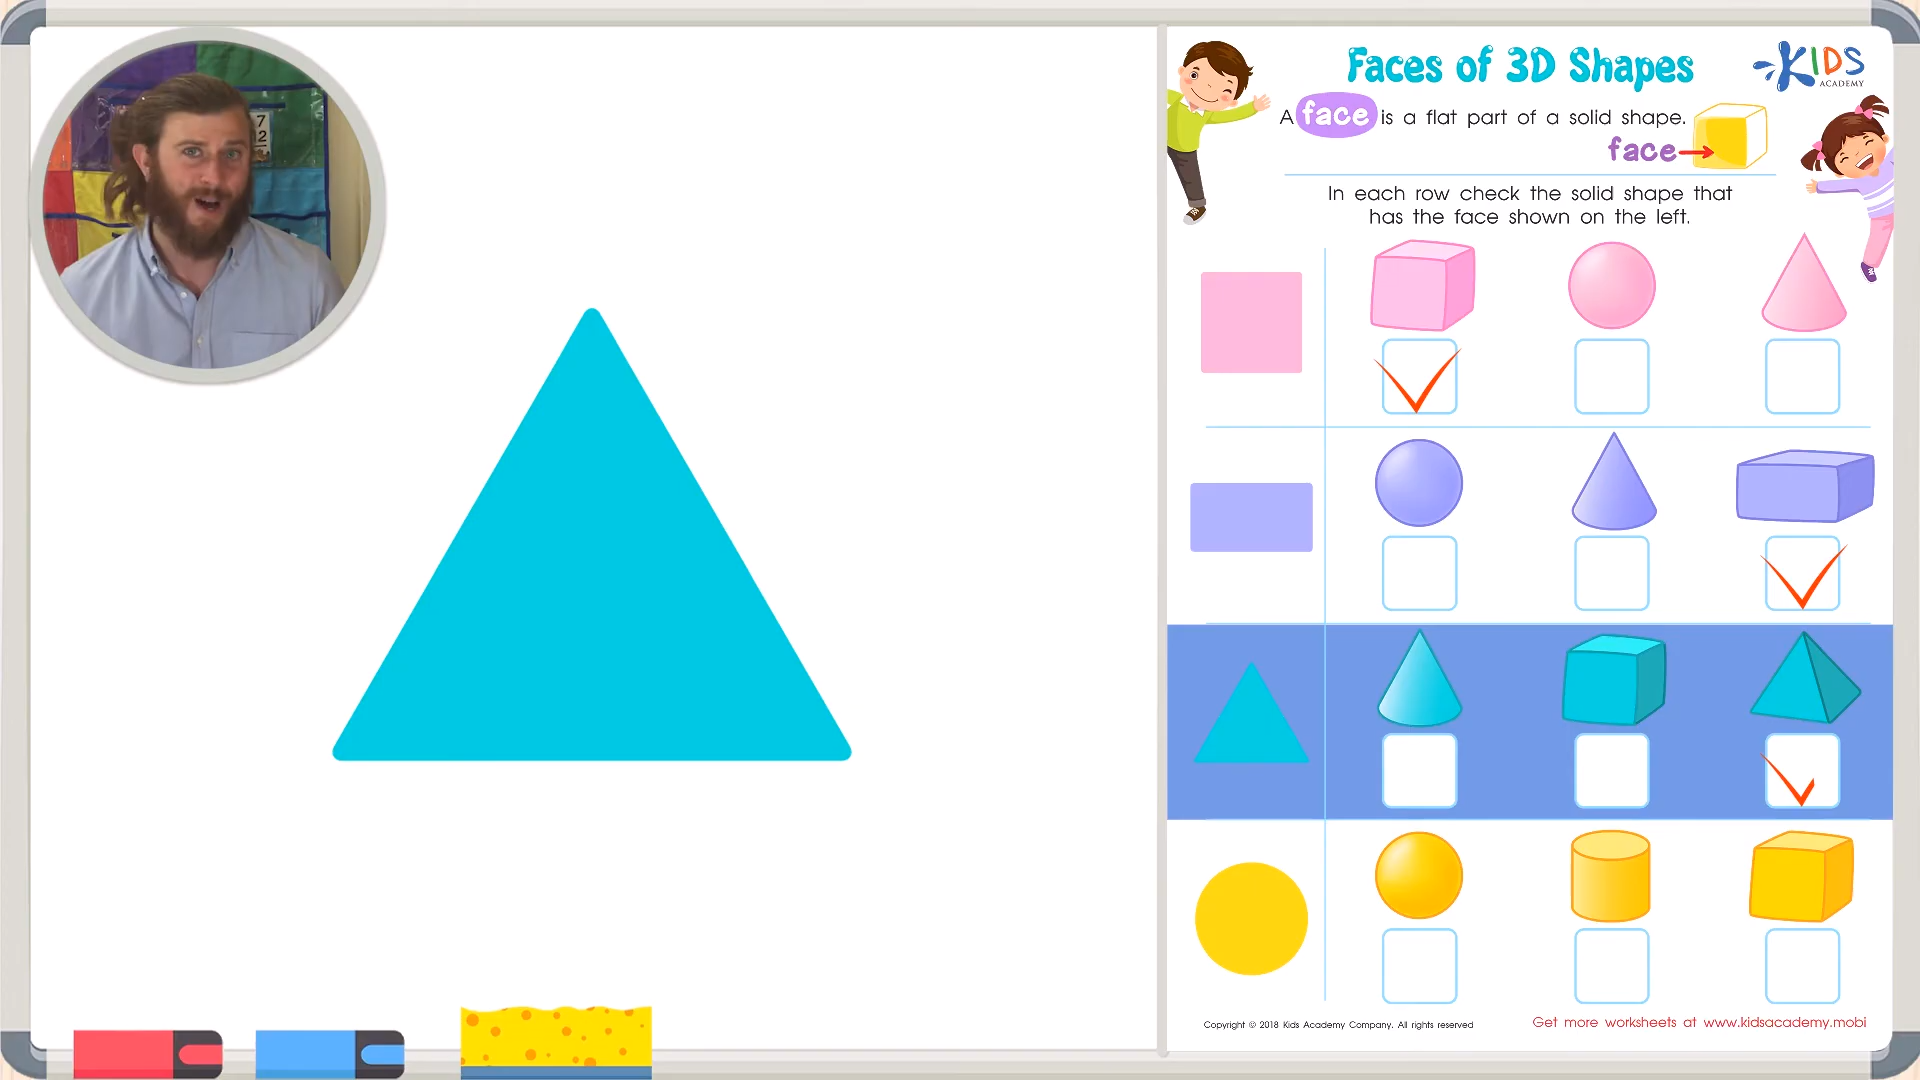 7
2
Faces of 3D Shapes
KIDS
ACADEMY
A face is a flat part of a solid shape.
face
In each row check the solid shape that
has the face shown on the left.
Copyright © 2018 Kids Academy Company. All rights reserved
Get more worksheets at www.kidsacademy.mobi